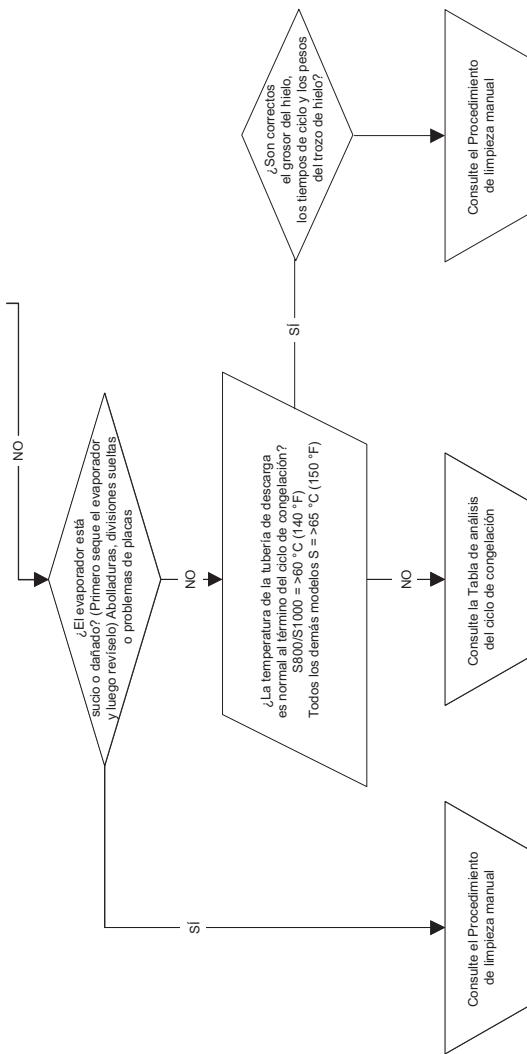 NO
¿El evaporador está
sucio o dañado? (Primero seque el evaporador
y luego revíselo) Abolladuras, divisiones sueltas
o problemas de placas
SÍ
NO
¿La temperatura de la tubería de descarga
es normal al término del ciclo de congelación?
S800/S1000 = >60 °C (140 °F)
Todos los demás modelos S = >65 °C (150 °F)
SÍ
¿Son correctos
el grosor del hielo,
los tiempos de ciclo y los pesos
del trozo de hielo?
NO
Consulte el Procedimiento
de limpieza manual
Consulte la Tabla de análisis
del ciclo de congelación
Consulte el Procedimiento
de limpieza manual